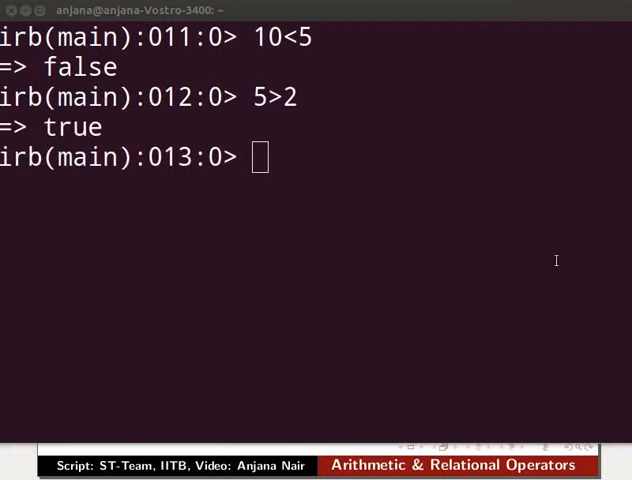 anjana@anjana-Vostro-3400: ~
irb(main):011:0> 10<5
=> false
irb(main):012:0> 5>2
=> true
irb(main):013:0>
Script: ST-Team, IITB, Video: Anjana Nair
Arithmetic & Relational Operators